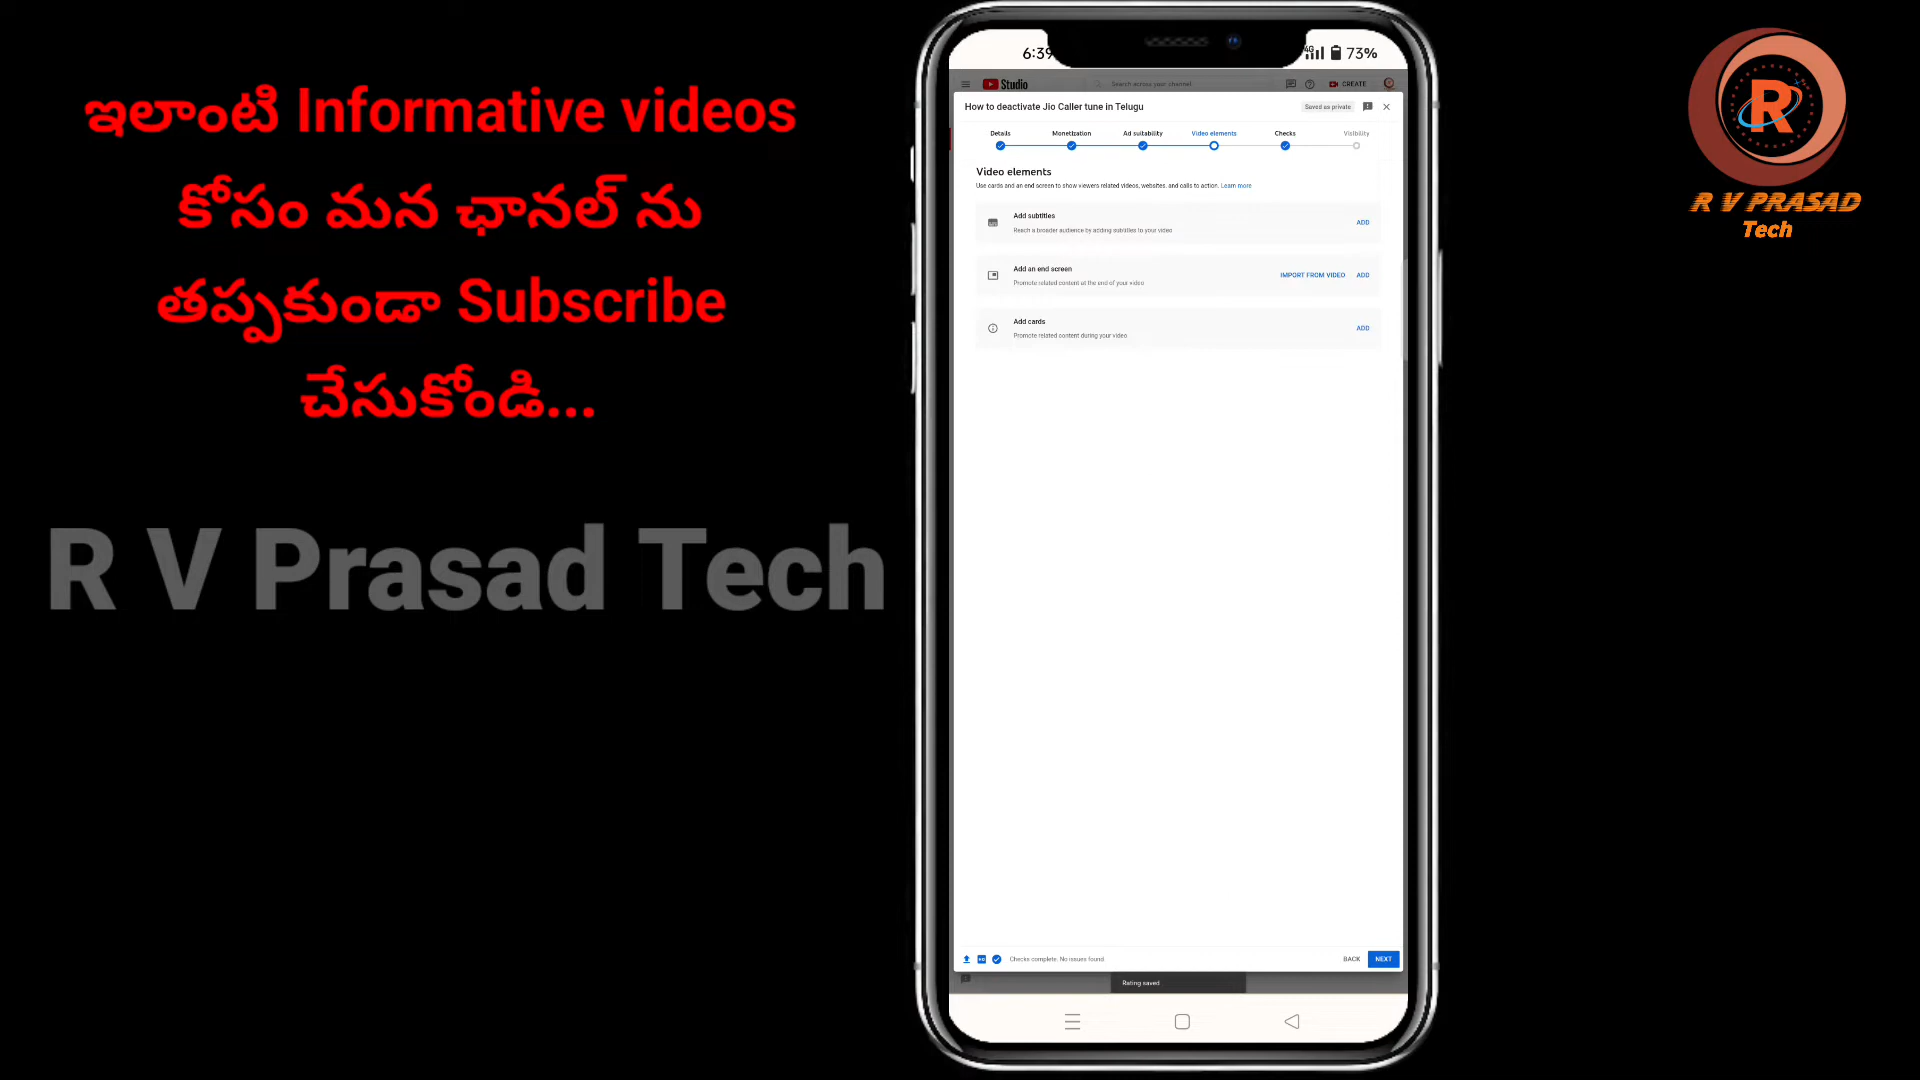 ఇలాంటి Informative videos
కోసం మన ఛానల్ ను
తప్పకుండా Subscribe
చేసుకోండి...
R V Prasad Tech
6:39
4G 73%
Studio
Search across your channel
CREATE
How to deactivate Jio Caller tune in Telugu
Saved as private
Details Monetization Ad suitability Video elements Checks Visibility
Video elements
Use cards and an end screen to show viewers related videos, websites, and calls to action. Learn more
Add subtitles
Reach a broader audience by adding subtitles to your video
ADD
Add an end screen
Promote related content at the end of your video
IMPORT FROM VIDEO ADD
Add cards
Promote related content during your video
ADD
Checks complete. No issues found.
BACK NEXT
Rating saved
R
R V PRASAD
Tech